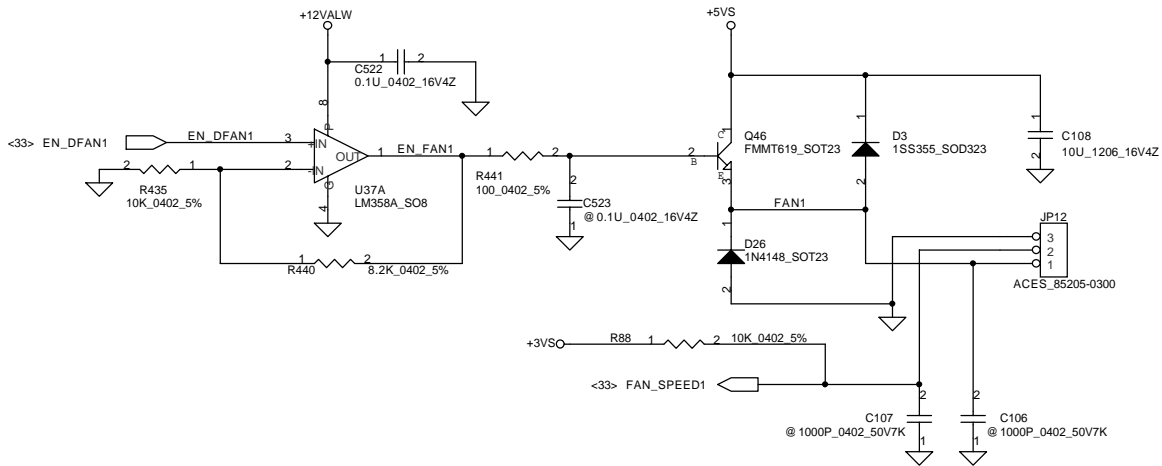 +12VALW
1 2
C522
0.1U_0402_16V4Z
8
P
<33> EN_DFAN1
EN_DFAN1
3
+IN
OUT
1
EN_FAN1
2
-IN
G
4
U37A
LM358A_SO8
2 1
R435
10K_0402_5%
1 2
R440
8.2K_0402_5%
1 2
R441
100_0402_5%
2
C523
@ 0.1U_0402_16V4Z
1
+5VS
C
1
2
B
Q46
FMMT619_SOT23
E
3
1
D3
1SS355_SOD323
2
1
C108
10U_1206_16V4Z
2
FAN1
1
D26
1N4148_SOT23
2
JP12
3
2
1
ACES_85205-0300
+3VS
R88
1 2
10K_0402_5%
<33> FAN_SPEED1
2
C107
@ 1000P_0402_50V7K
1
2
C106
@ 1000P_0402_50V7K
1